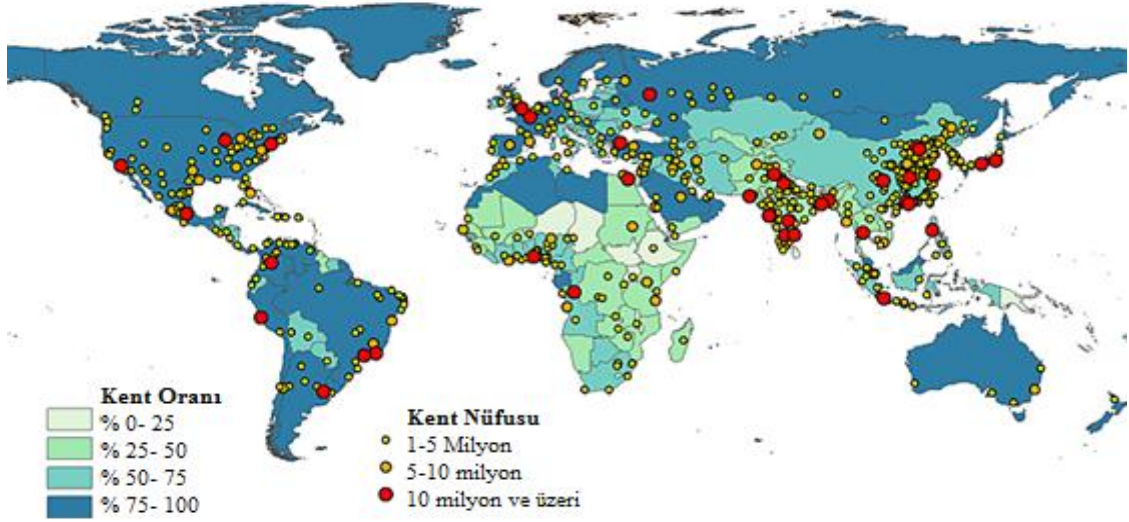 Kent Oranı
% 0- 25
% 25- 50
% 50- 75
% 75- 100
Kent Nüfusu
1-5 Milyon
5-10 milyon
10 milyon ve üzeri